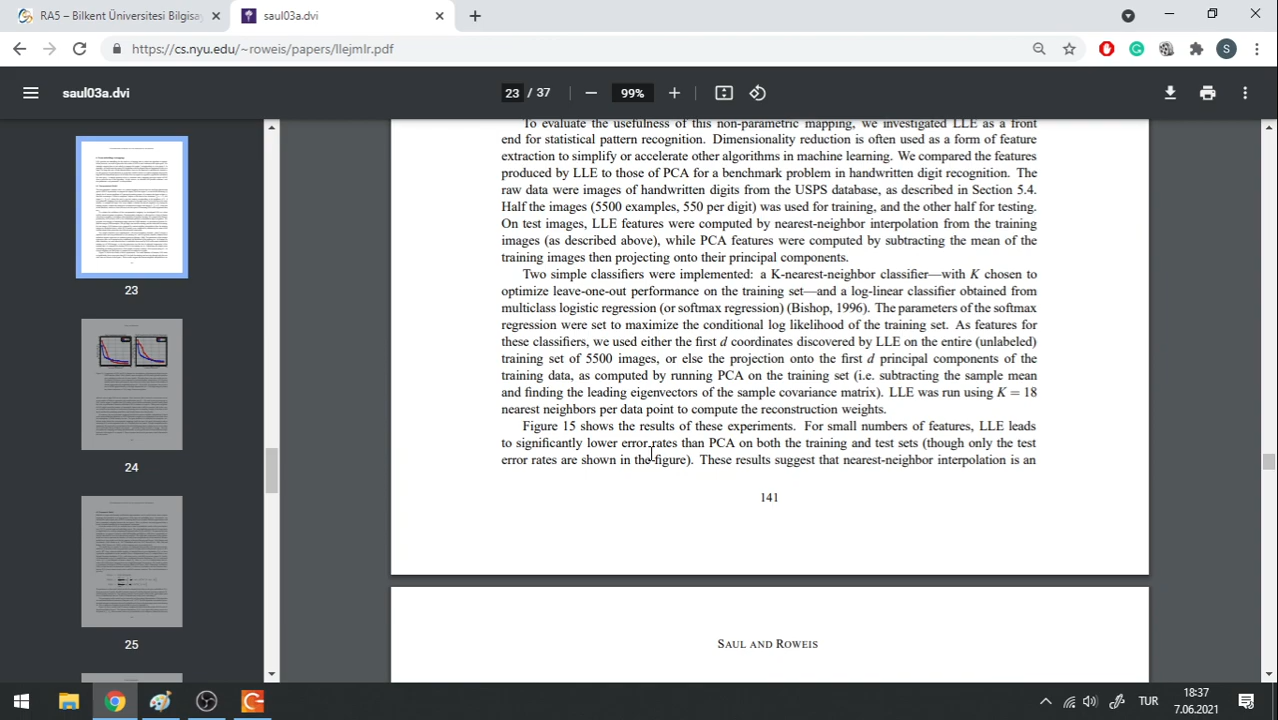 RA5 – Bilkent Üniversitesi Bilgisay
saul03a.dvi
https://cs.nyu.edu/~roweis/papers/llejmlr.pdf
S
saul03a.dvi
23 / 37
99%
23
24
25
To evaluate the usefulness of this non-parametric mapping, we investigated LLE as a front
end for statistical pattern recognition. Dimensionality reduction is often used as a form of feature
extraction to simplify or accelerate other algorithms in machine learning. We compared the features
produced by LLE to those of PCA for a benchmark problem in handwritten digit recognition. The
raw data were images of handwritten digits from the USPS database, as described in Section 5.4.
Half the images (5500 examples, 550 per digit) was used for training, and the other half for testing.
On test images, LLE features were computed by nearest-neighbor interpolation from the training
images (as described above), while PCA features were computed by subtracting the mean of the
training images then projecting onto their principal components.
Two simple classifiers were implemented: a K-nearest-neighbor classifier—with K chosen to
optimize leave-one-out performance on the training set—and a log-linear classifier obtained from
multiclass logistic regression (or softmax regression) (Bishop, 1996). The parameters of the softmax
regression were set to maximize the conditional log likelihood of the training set. As features for
these classifiers, we used either the first d coordinates discovered by LLE on the entire (unlabeled)
training set of 5500 images, or else the projection onto the first d principal components of the
training data, as computed by running PCA on the training set (i.e. subtracting the sample mean
and finding the leading eigenvectors of the sample covariance matrix). LLE was run using K = 18
nearest neighbors per data point to compute the reconstruction weights.
Figure 15 shows the results of these experiments. For small numbers of features, LLE leads
to significantly lower error rates than PCA on both the training and test sets (though only the test
error rates are shown in the figure). These results suggest that nearest-neighbor interpolation is an
141
SAUL AND ROWEIS
TUR
18:37
7.06.2021